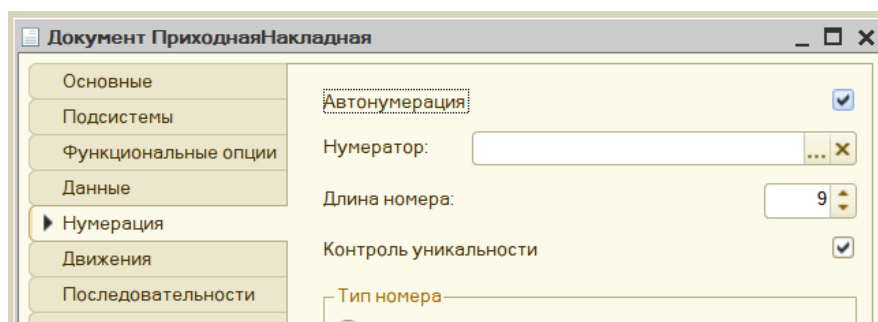 Документ ПриходнаяНакладная
Основные
Подсистемы
Функциональные опции
Данные
Нумерация
Движения
Последовательности
Автонумерация
Нумератор:
...
Длина номера:
9
Контроль уникальности
Тип номера